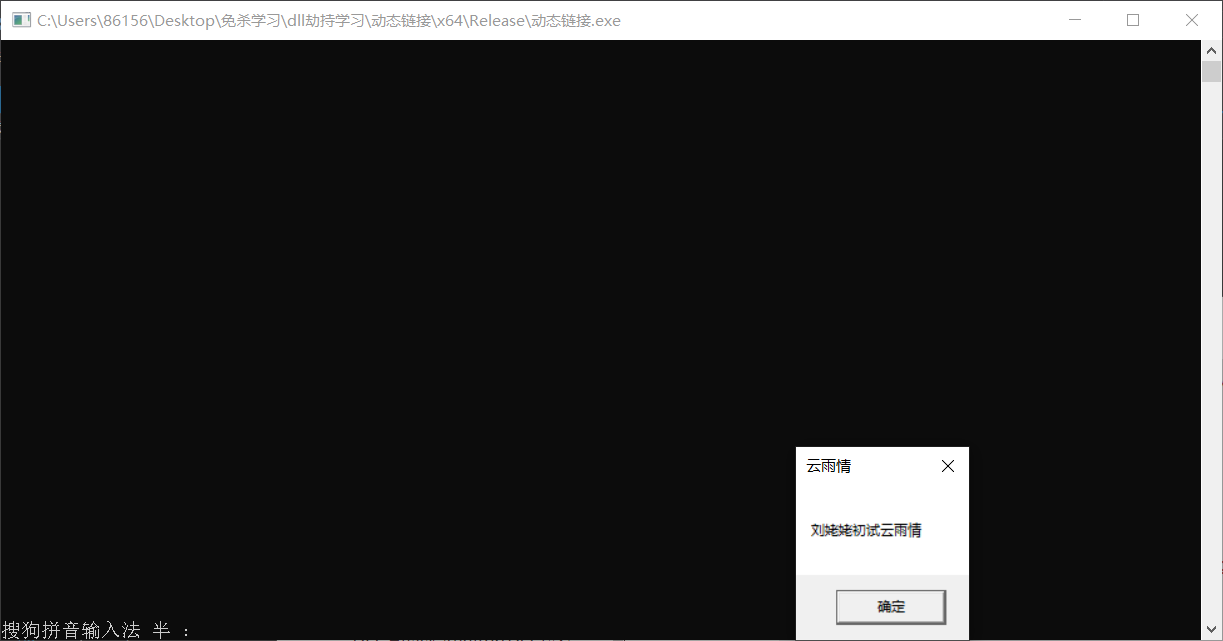 C:\Users\86156\Desktop\免杀学习\dll劫持学习\动态链接\x64\Release\动态链接.exe
云雨情
刘姥姥初试云雨情
确定
搜狗拼音输入法 半 :